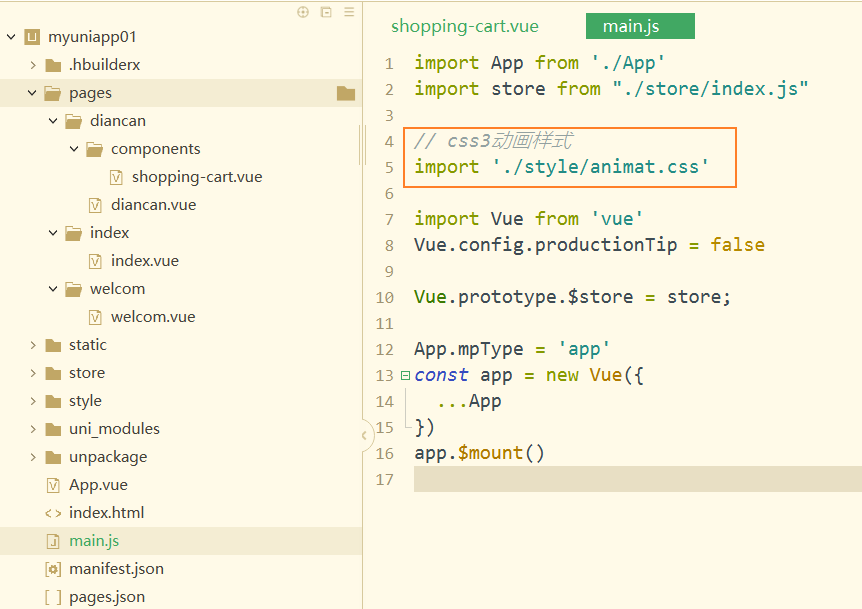 myuniapp01
.hbuilderx
pages
diancan
components
shopping-cart.vue
diancan.vue
index
index.vue
welcom
welcom.vue
static
store
style
uni_modules
unpackage
App.vue
index.html
main.js
manifest.json
pages.json
shopping-cart.vue
main.js
1 import App from './App'
2 import store from "./store/index.js"
3
4 // css3动画样式
5 import './style/animat.css'
6
7 import Vue from 'vue'
8 Vue.config.productionTip = false
9
10 Vue.prototype.$store = store;
11
12 App.mpType = 'app'
13 const app = new Vue({
14 ...App
15 })
16 app.$mount()
17